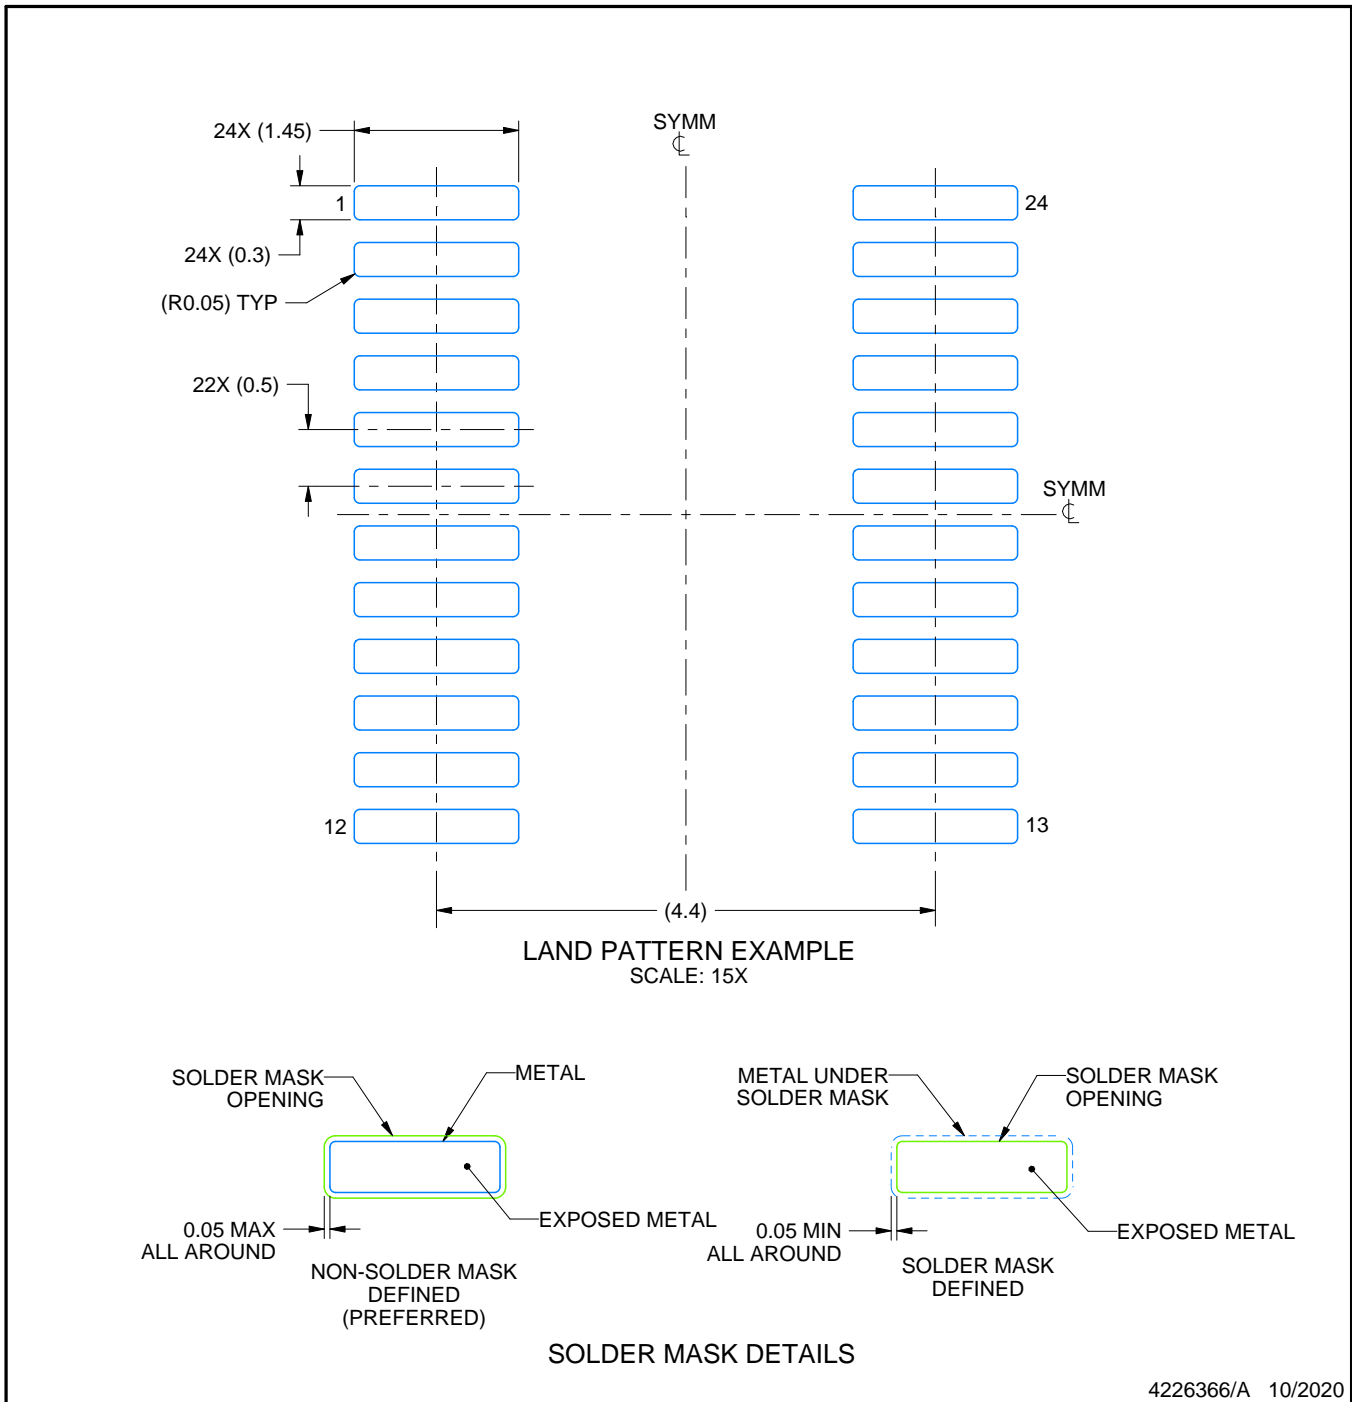 24X (1.45)
SYMM
1
24
24X (0.3)
(R0.05) TYP
22X (0.5)
SYMM
12
13
(4.4)
LAND PATTERN EXAMPLE
SCALE: 15X
SOLDER MASK
OPENING
METAL
EXPOSED METAL
0.05 MAX
ALL AROUND
NON-SOLDER MASK
DEFINED
(PREFERRED)
METAL UNDER
SOLDER MASK
SOLDER MASK
OPENING
EXPOSED METAL
0.05 MIN
ALL AROUND
SOLDER MASK
DEFINED
SOLDER MASK DETAILS
4226366/A 10/2020